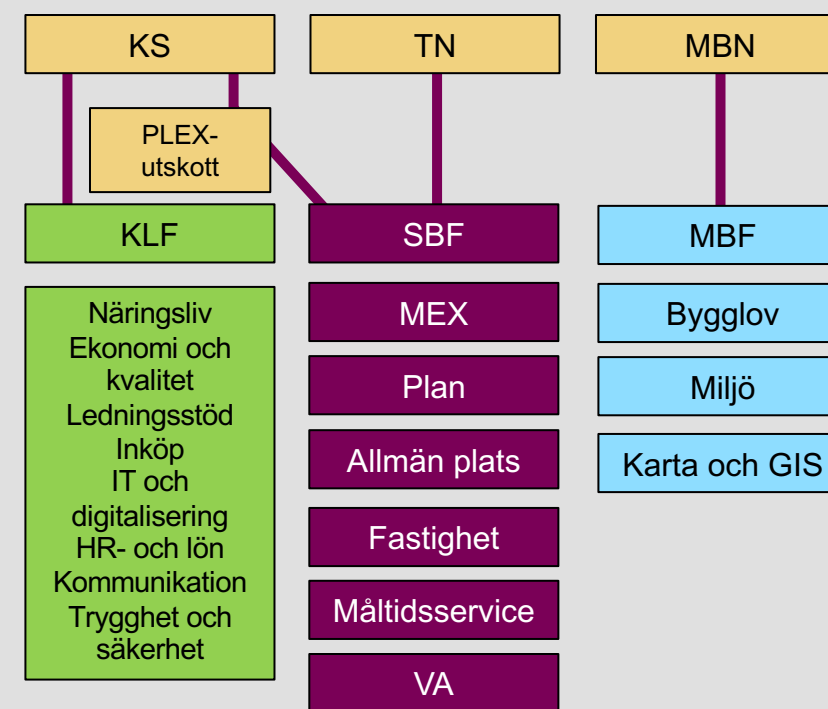 KS
TN
MBN
PLEX-
utskott
KLF
SBF
MBF
Näringsliv
Ekonomi och
kvalitet
Ledningsstöd
Inköp
IT och
digitalisering
HR- och lön
Kommunikation
Trygghet och
säkerhet
MEX
Plan
Allmän plats
Fastighet
Måltidsservice
VA
Bygglov
Miljö
Karta och GIS